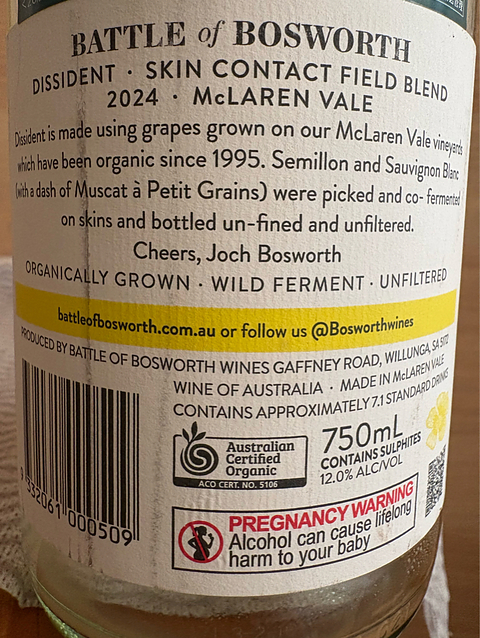 BATTLE of BOSWORTH
DISSIDENT · SKIN CONTACT FIELD BLEND
2024 · McLAREN VALE
Dissident is made using grapes grown on our McLaren Vale vineyards
which have been organic since 1995. Semillon and Sauvignon Blanc
(with a dash of Muscat à Petit Grains) were picked and co-fermented
on skins and bottled un-fined and unfiltered.
Cheers, Joch Bosworth
ORGANICALLY GROWN · WILD FERMENT · UNFILTERED
battleofbosworth.com.au or follow us @Bosworthwines
PRODUCED BY BATTLE OF BOSWORTH WINES GAFFNEY ROAD, WILLUNGA, SA 5172
WINE OF AUSTRALIA · MADE IN McLAREN VALE
CONTAINS APPROXIMATELY 7.1 STANDARD DRINKS
Australian
Certified
Organic
ACO CERT. NO. 5106
750mL
CONTAINS SULPHITES
12.0% ALC/VOL
PREGNANCY WARNING
Alcohol can cause lifelong
harm to your baby
9 332061 000509